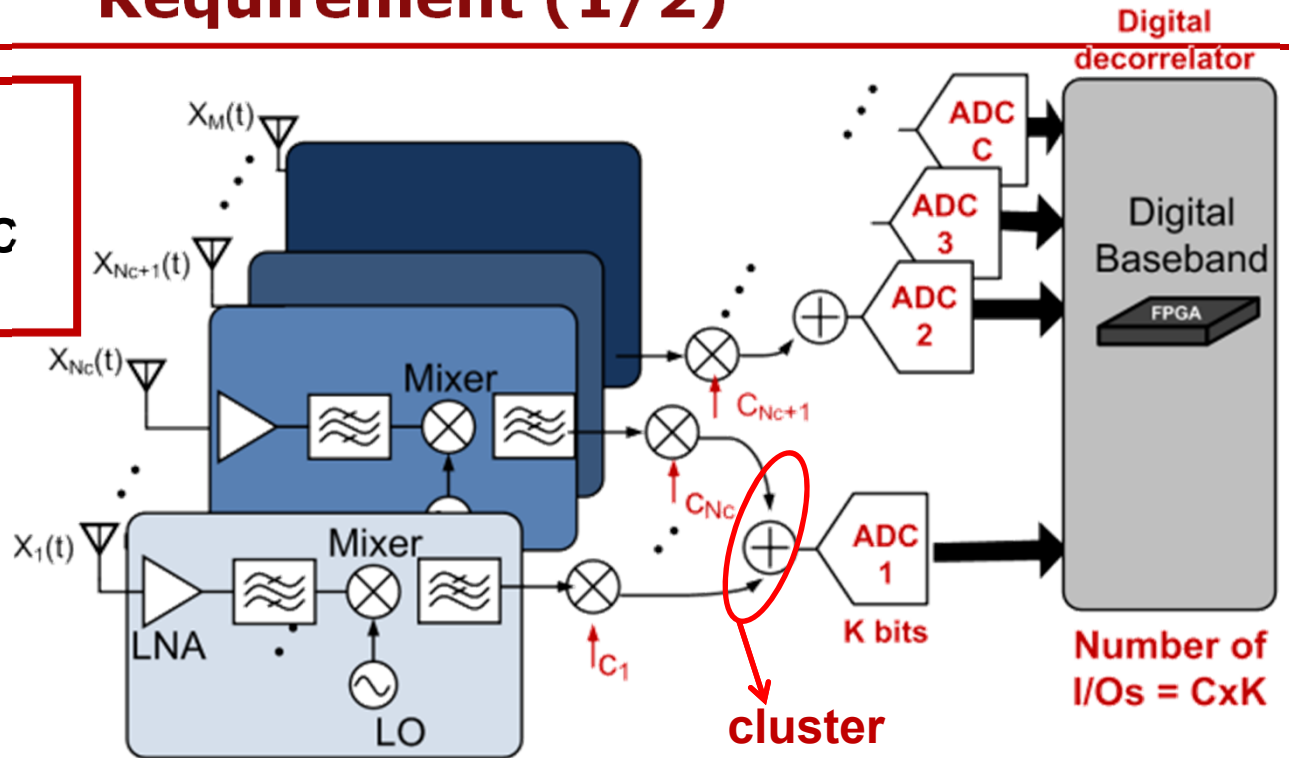 Requirement (1/2)
Digital
decorrelator
C
X_M(t)
X_Nc+1(t)
X_Nc(t)
X_1(t)
Mixer
Mixer
LNA
LO
C_Nc+1
C_Nc
C_1
ADC
C
ADC
3
ADC
2
ADC
1
K bits
cluster
Digital
Baseband
FPGA
Number of
I/Os = CxK